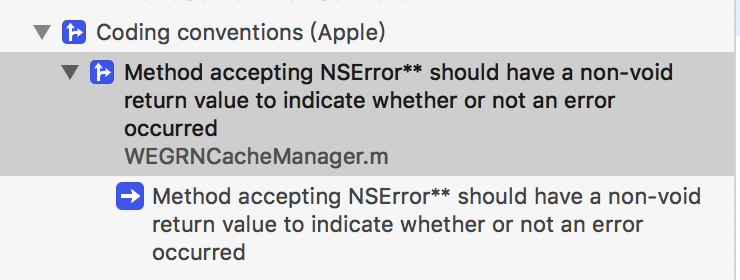 Coding conventions (Apple)
Method accepting NSError** should have a non-void
return value to indicate whether or not an error
occurred
WEGRNCacheManager.m
Method accepting NSError** should have a non-void
return value to indicate whether or not an error
occurred